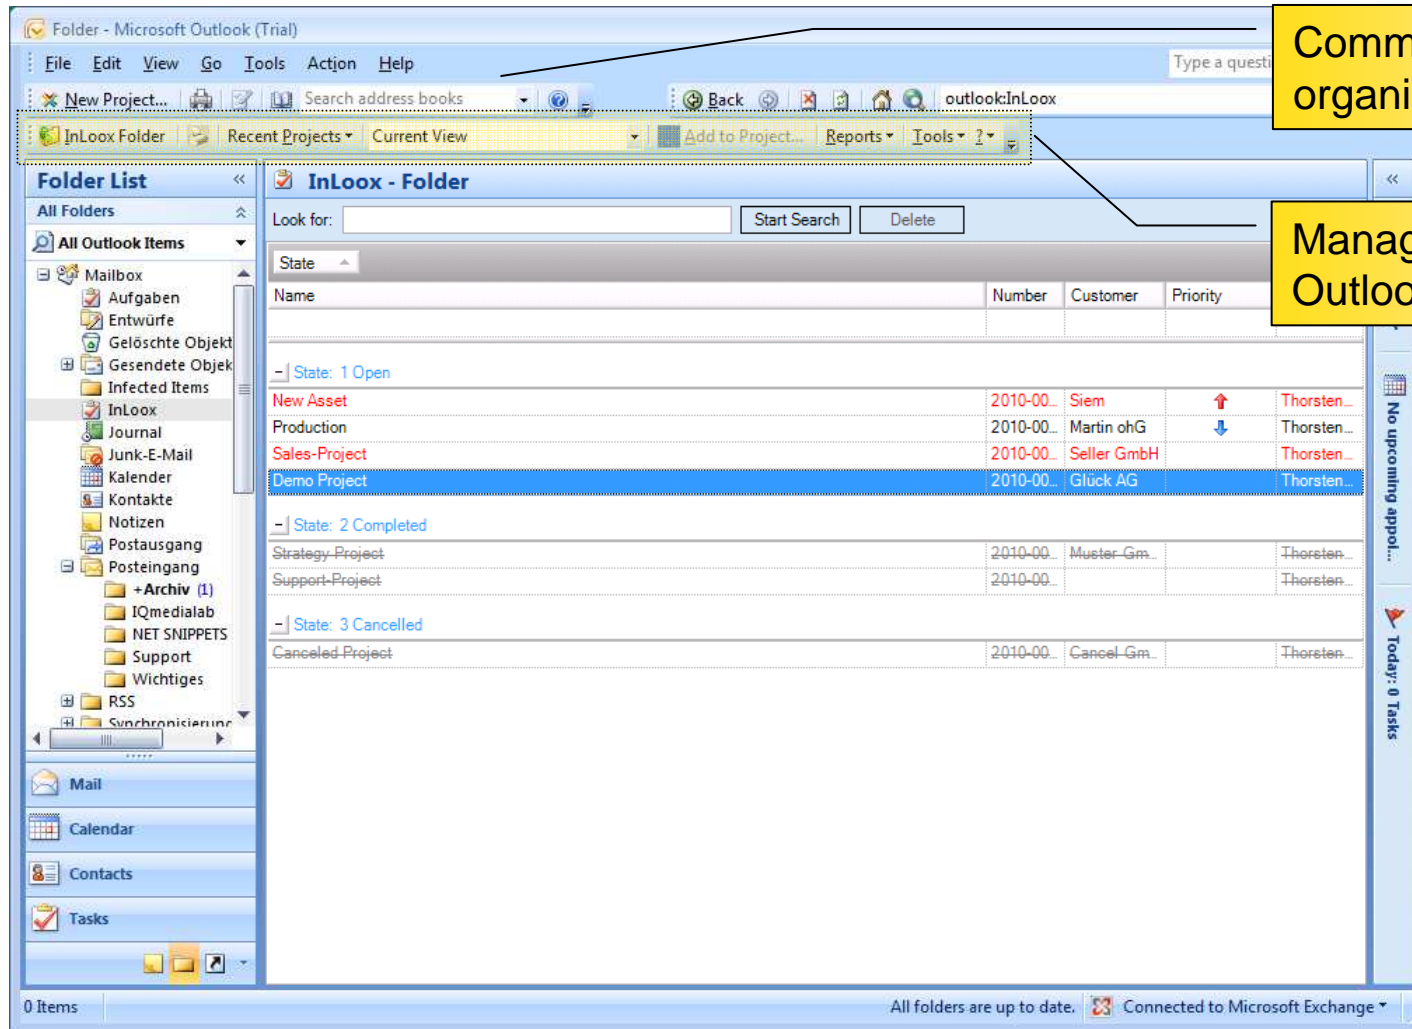 Folder - Microsoft Outlook (Trial)
File Edit View Go Tools Action Help
Type a questi
New Project... Search address books Back outlook:InLoox
InLoox Folder Recent Projects Current View Add to Project... Reports Tools ?
Comm
organi
Manag
Outloo
Folder List
All Folders
All Outlook Items
Mailbox
Aufgaben
Entwürfe
Gelöschte Objekt
Gesendete Objek
Infected Items
InLoox
Journal
Junk-E-Mail
Kalender
Kontakte
Notizen
Postausgang
Posteingang
+Archiv (1)
IQmedialab
NET SNIPPETS
Support
Wichtiges
RSS
Synchronisierung
Mail
Calendar
Contacts
Tasks
InLoox - Folder
Look for: Start Search Delete
State
Name Number Customer Priority
State: 1 Open
New Asset 2010-00... Siem Thorsten...
Production 2010-00... Martin ohG Thorsten...
Sales-Project 2010-00... Seller GmbH Thorsten...
Demo Project 2010-00... Glück AG Thorsten...
State: 2 Completed
Strategy Project 2010-00... Muster Gm... Thorsten...
Support-Project 2010-00... Thorsten...
State: 3 Cancelled
Canceled Project 2010-00... Cancel Gm... Thorsten...
No upcoming appoi...
Today: 0 Tasks
0 Items All folders are up to date. Connected to Microsoft Exchange